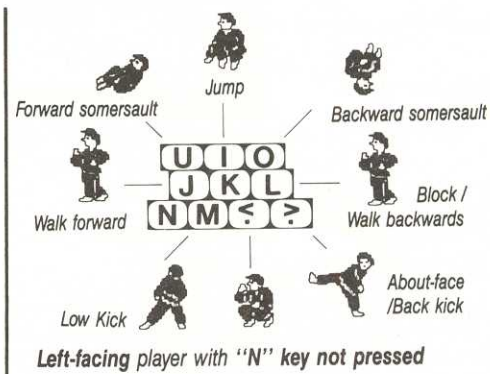 Jump
Forward somersault
Backward somersault
U I O
J K L
N M < >
Walk forward
Block /
Walk backwards
Low Kick
About-face
/Back kick
Left-facing player with "N" key not pressed